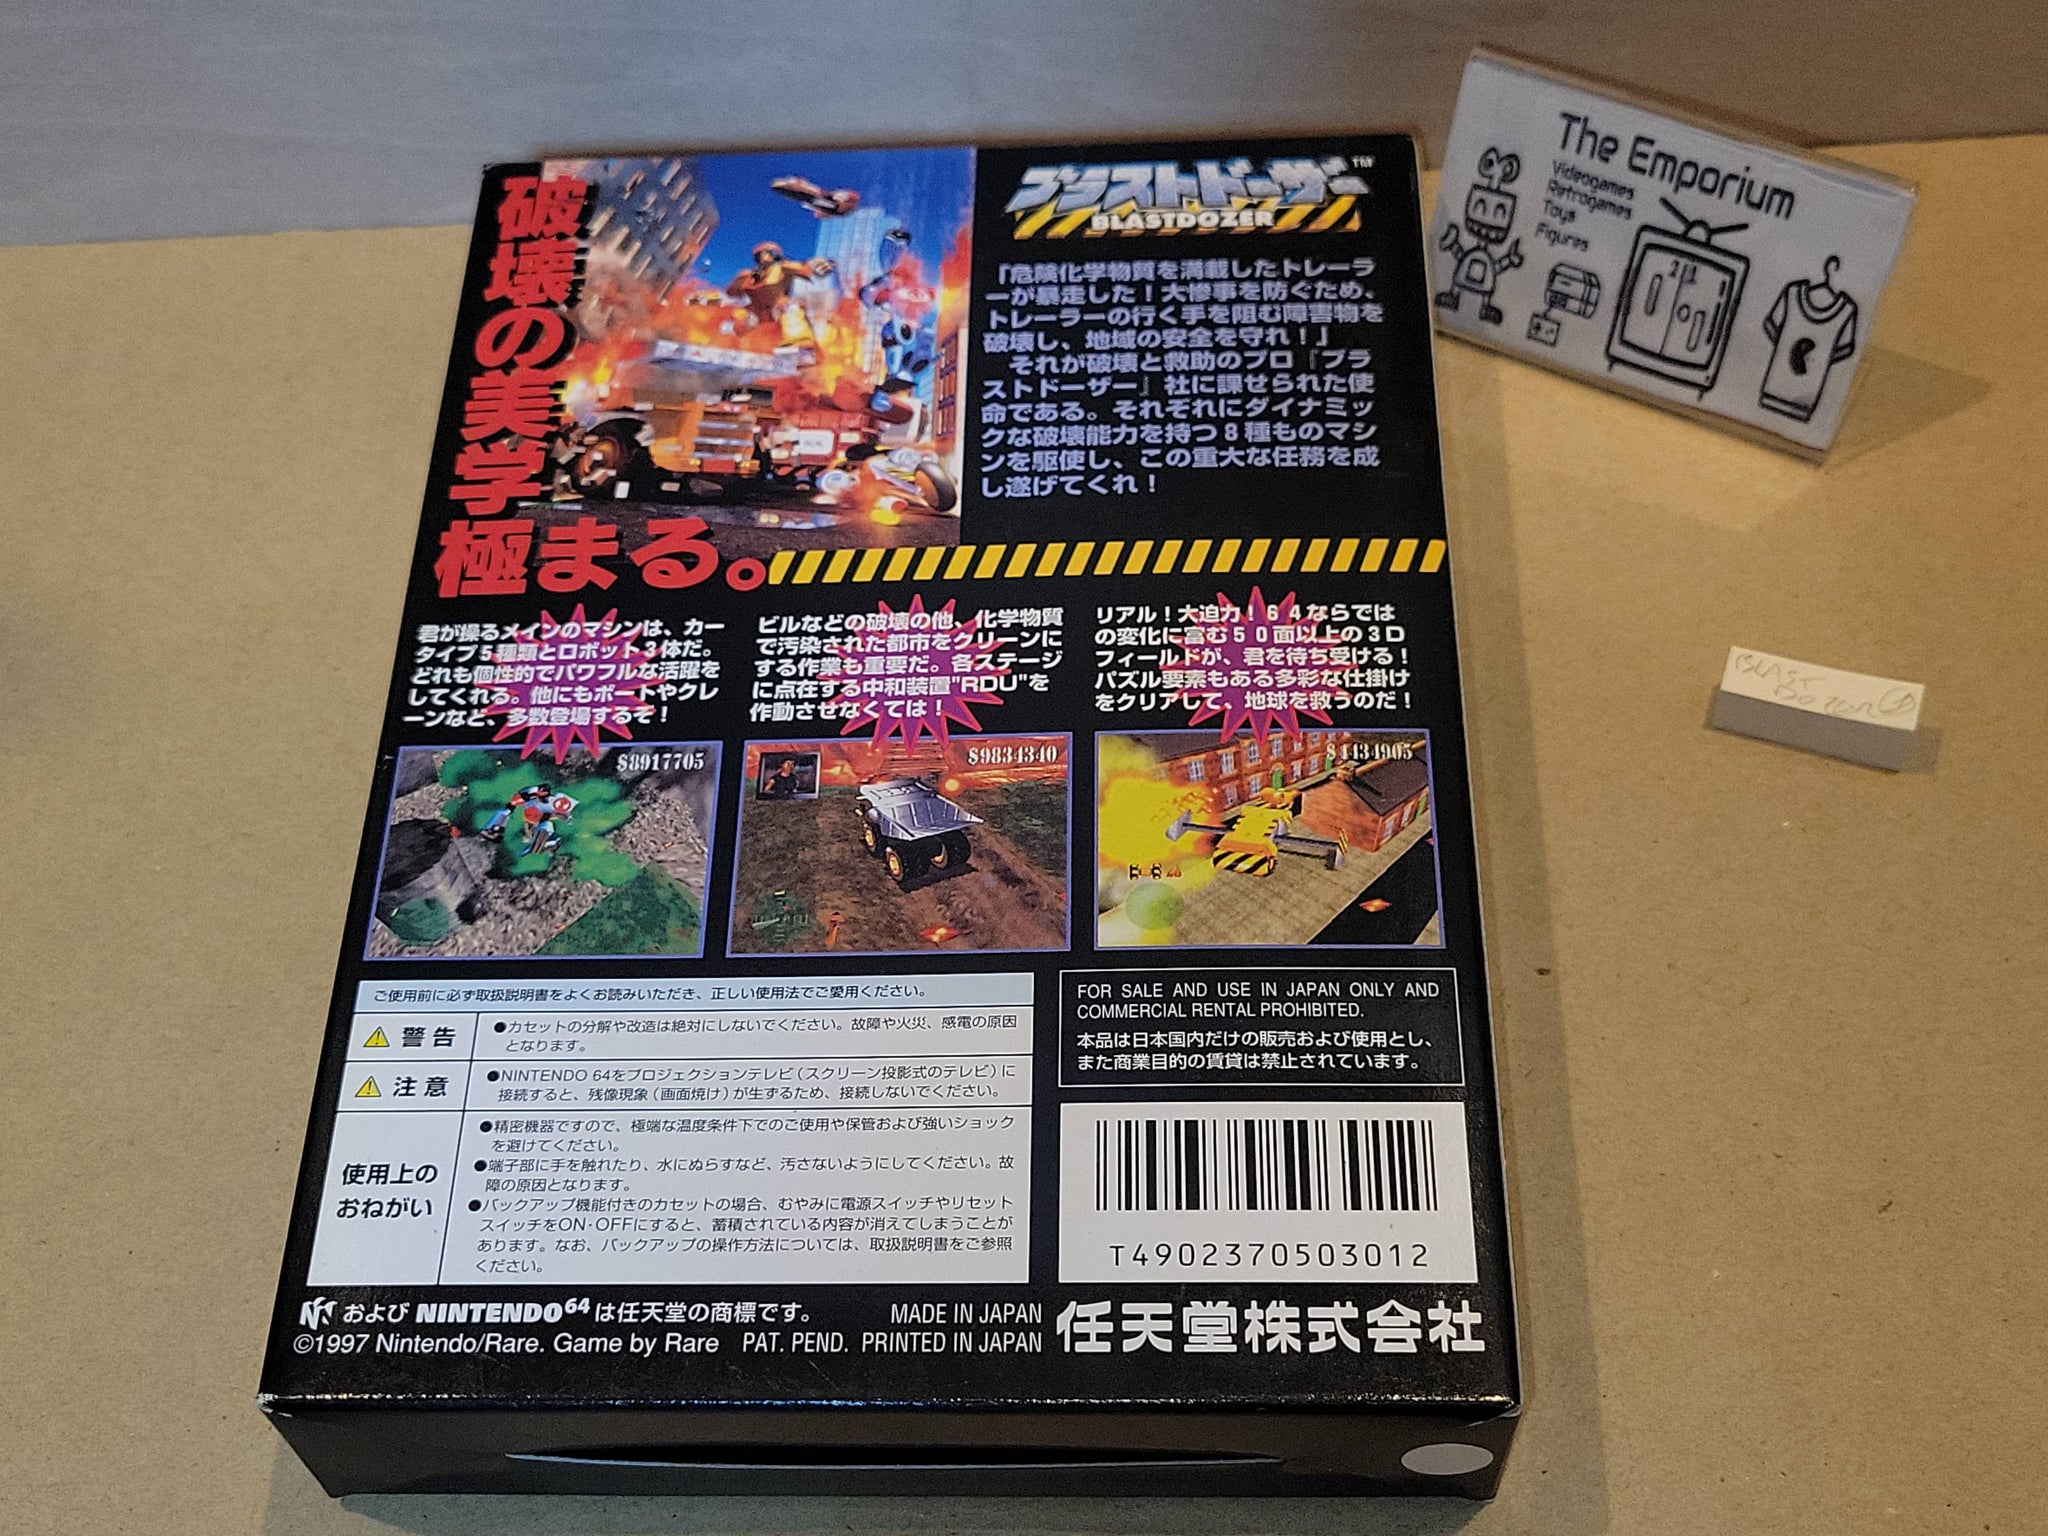 破壊の美学
極まる。
ブラストドーザー™
BLASTDOZER
「危険化学物質を満載したトレーラ
ーが暴走した！大惨事を防ぐため、
トレーラーの行く手を阻む障害物を
破壊し、地域の安全を守れ！」
それが破壊と救助のプロ『ブラ
ストドーザー』社に課せられた使
命である。それぞれにダイナミッ
クな破壊能力を持つ8種ものマシ
ンを駆使し、この重大な任務を成
し遂げてくれ！
君が操るメインのマシンは、カー
タイプ5種類とロボット3体だ。
どれも個性的でパワフルな活躍を
してくれる。他にもボートやクレ
ーンなど、多数登場するぞ！
ビルなどの破壊の他、化学物質
で汚染された都市をクリーンに
する作業も重要だ。各ステージ
に点在する中和装置"RDU"を
作動させなくては！
リアル！大迫力！64ならでは
の変化に富む50面以上の3D
フィールドが、君を待ち受ける！
パズル要素もある多彩な仕掛け
をクリアして、地球を救うのだ！
$8917705
$9834340
$4434905
ご使用前に必ず取扱説明書をよくお読みいただき、正しい使用法でご愛用ください。
警告
●カセットの分解や改造は絶対にしないでください。故障や火災、感電の原因
となります。
注意
●NINTENDO 64をプロジェクションテレビ（スクリーン投影式のテレビ）に
接続すると、残像現象（画面焼け）が生ずるため、接続しないでください。
使用上の
おねがい
●精密機器ですので、極端な温度条件下でのご使用や保管および強いショック
を避けてください。
●端子部に手を触れたり、水にぬらすなど、汚さないようにしてください。故
障の原因となります。
●バックアップ機能付きのカセットの場合、むやみに電源スイッチやリセット
スイッチをON・OFFにすると、蓄積されている内容が消えてしまうことが
あります。なお、バックアップの操作方法については、取扱説明書をご参照
ください。
FOR SALE AND USE IN JAPAN ONLY AND
COMMERCIAL RENTAL PROHIBITED.
本品は日本国内だけの販売および使用とし、
また商業目的の賃貸は禁止されています。
T4902370503012
および NINTENDO64 は任天堂の商標です。
©1997 Nintendo/Rare. Game by Rare
MADE IN JAPAN
PAT. PEND. PRINTED IN JAPAN
任天堂株式会社
The Emporium
Videogames
Retrogames
Toys
Figures
BLAST
DOZER